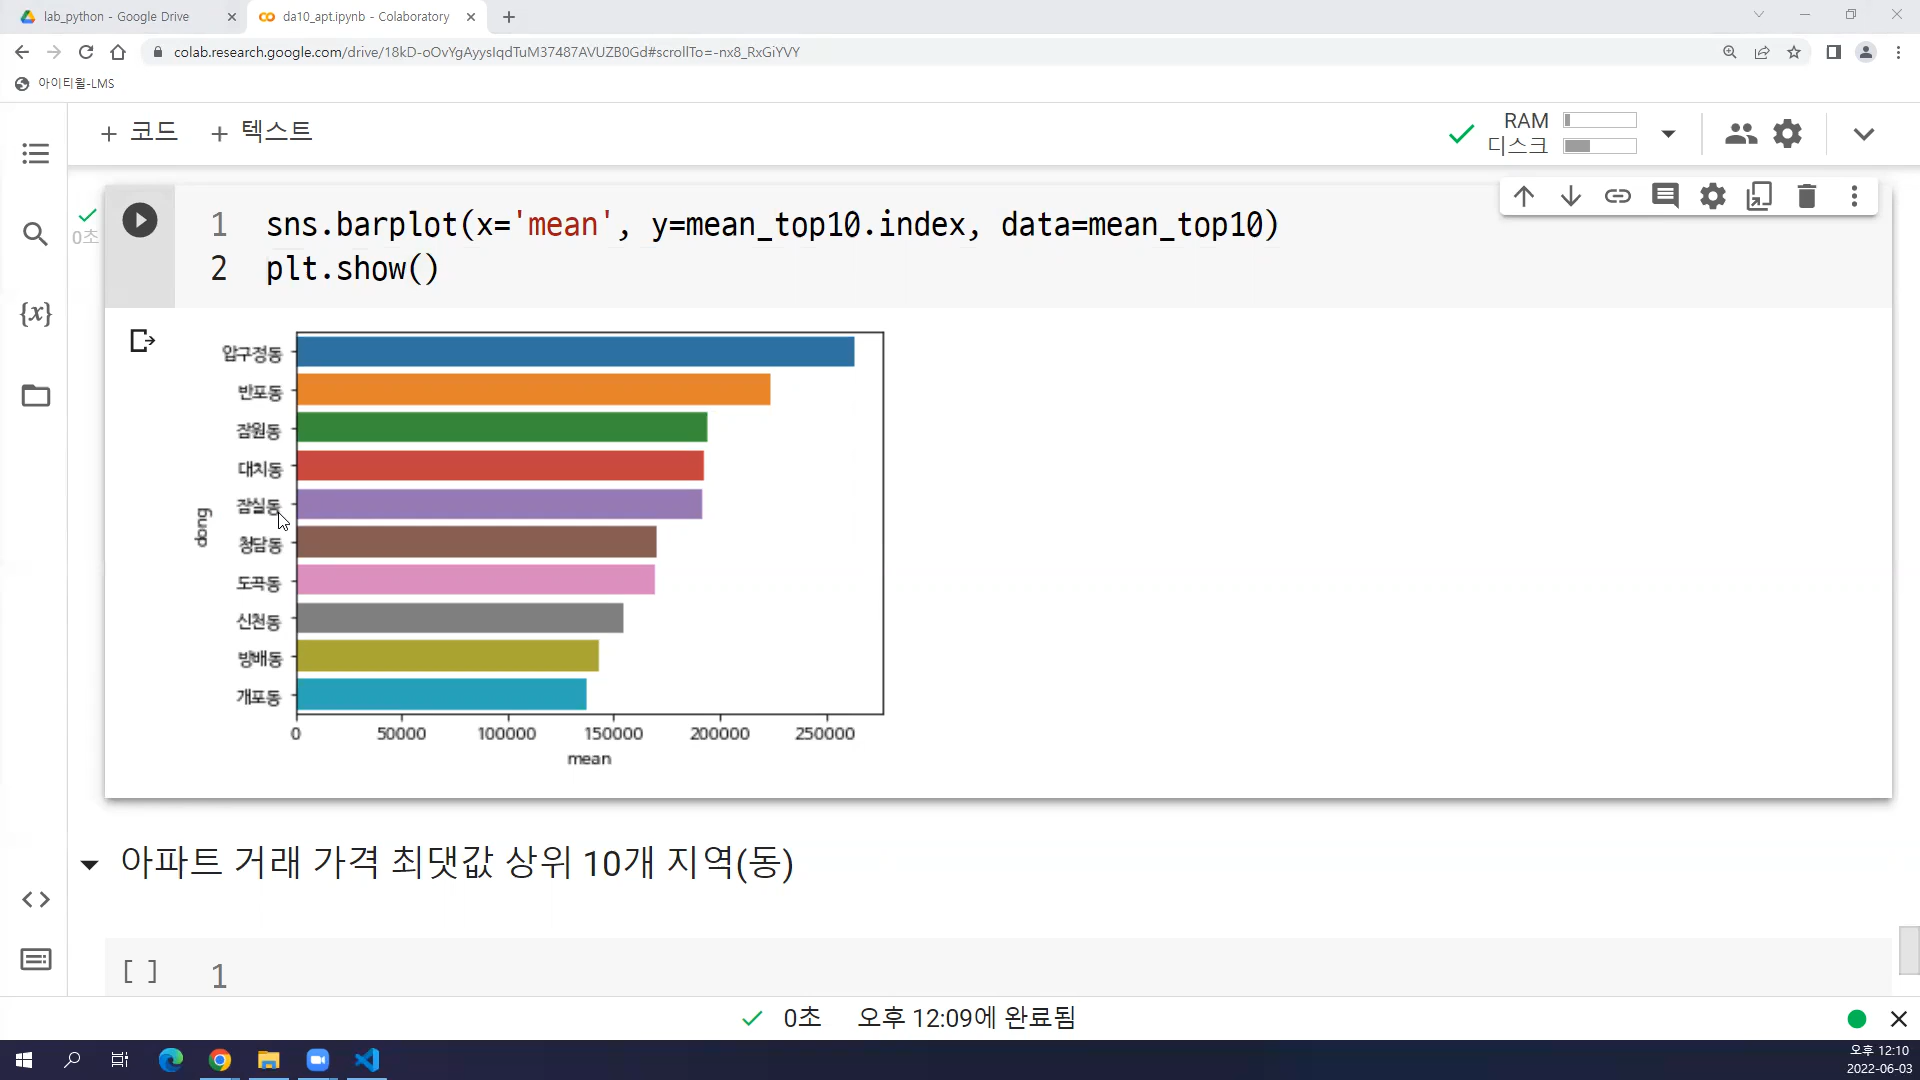 lab_python - Google Drive
da10_apt.ipynb - Colaboratory
colab.research.google.com/drive/18kD-oOvYgAyysIqdTuM37487AVUZB0Gd#scrollTo=-nx8_RxGiYVY
아이티윌-LMS
+ 코드 + 텍스트
RAM
디스크
0초
1 sns.barplot(x='mean', y=mean_top10.index, data=mean_top10)
2 plt.show()
{x}
압구정동
반포동
잠원동
대치동
잠실동
청담동
도곡동
신천동
방배동
개포동
dong
0 50000 100000 150000 200000 250000
mean
아파트 거래 가격 최댓값 상위 10개 지역(동)
[ ] 1
0초 오후 12:09에 완료됨
오후 12:10
2022-06-03